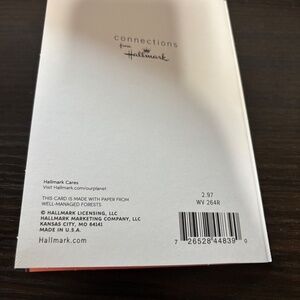 connections
from
Hallmark
Hallmark Cares
Visit Hallmark.com/ourplanet
THIS CARD IS MADE WITH PAPER FROM
WELL-MANAGED FORESTS
© HALLMARK LICENSING, LLC
HALLMARK MARKETING COMPANY, LLC
KANSAS CITY, MO 64141
MADE IN U.S.A.
Hallmark.com
2.97
WV 264R
7 26528 44839 0